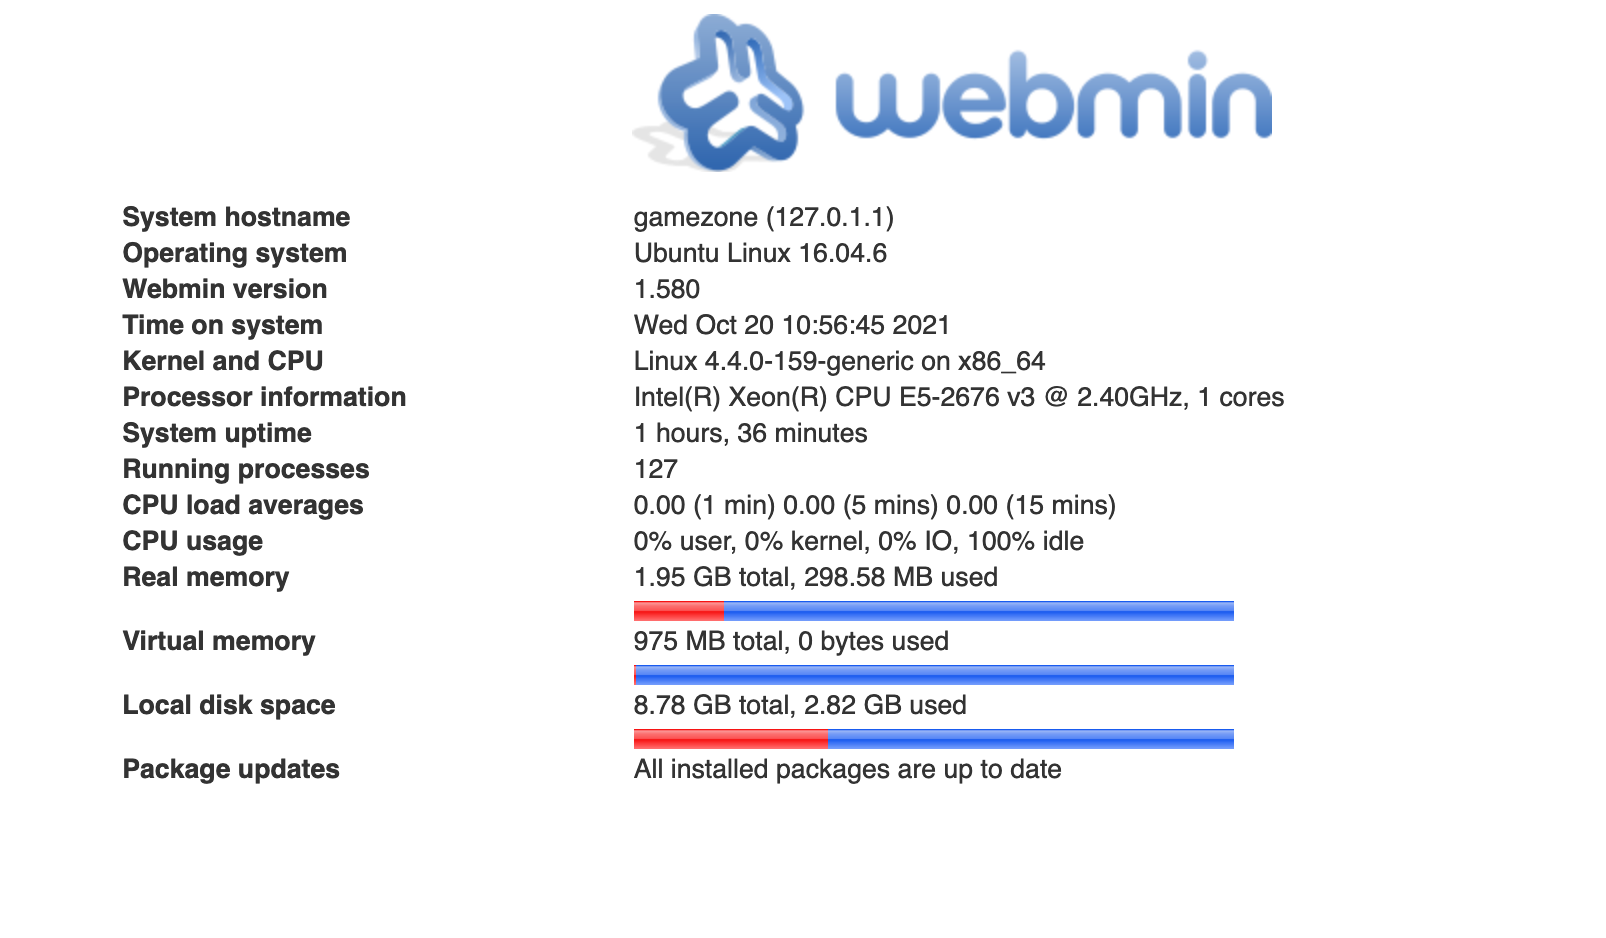 webmin
System hostname gamezone (127.0.1.1)
Operating system Ubuntu Linux 16.04.6
Webmin version 1.580
Time on system Wed Oct 20 10:56:45 2021
Kernel and CPU Linux 4.4.0-159-generic on x86_64
Processor information Intel(R) Xeon(R) CPU E5-2676 v3 @ 2.40GHz, 1 cores
System uptime 1 hours, 36 minutes
Running processes 127
CPU load averages 0.00 (1 min) 0.00 (5 mins) 0.00 (15 mins)
CPU usage 0% user, 0% kernel, 0% IO, 100% idle
Real memory 1.95 GB total, 298.58 MB used
Virtual memory 975 MB total, 0 bytes used
Local disk space 8.78 GB total, 2.82 GB used
Package updates All installed packages are up to date